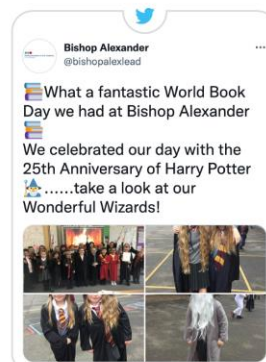 Bishop Alexander
@bishopalexlead
📚What a fantastic World Book
Day we had at Bishop Alexander
📚
We celebrated our day with the
25th Anniversary of Harry Potter
🧙‍♂️......take a look at our
Wonderful Wizards!